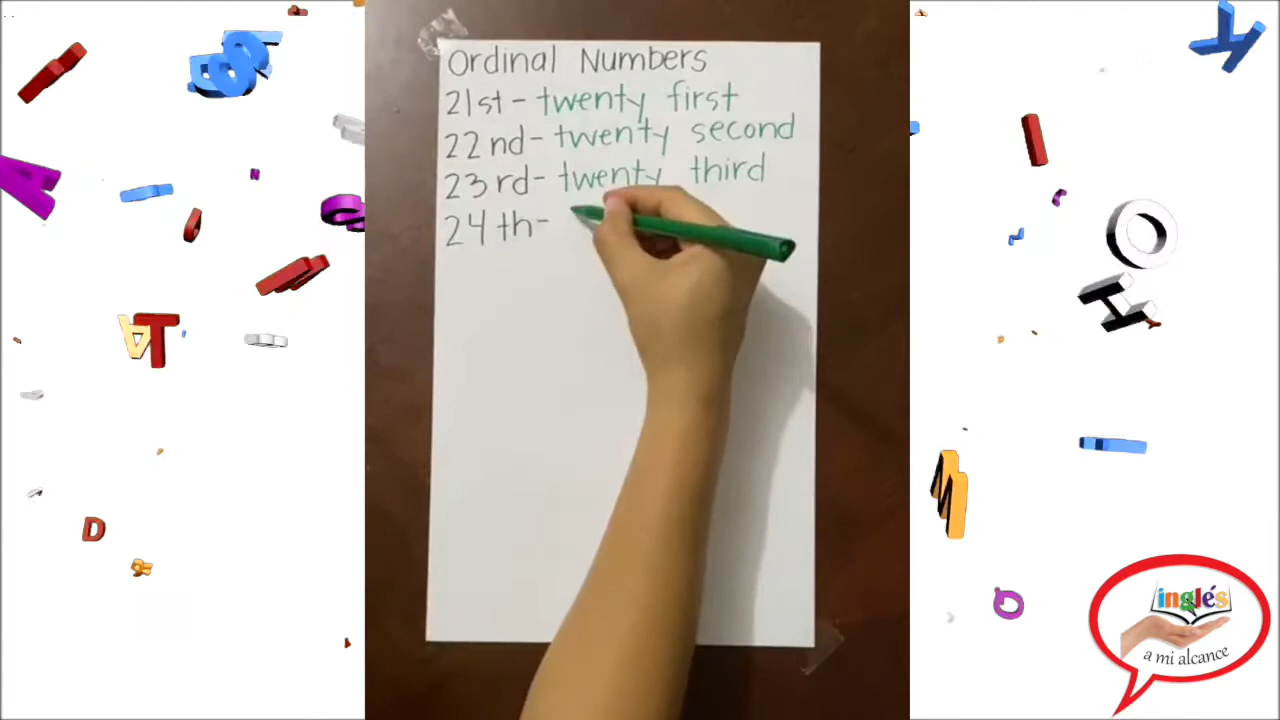 Ordinal Numbers
21st - twenty first
22nd - twenty second
23rd - twenty third
24th -
inglés
a mi alcance